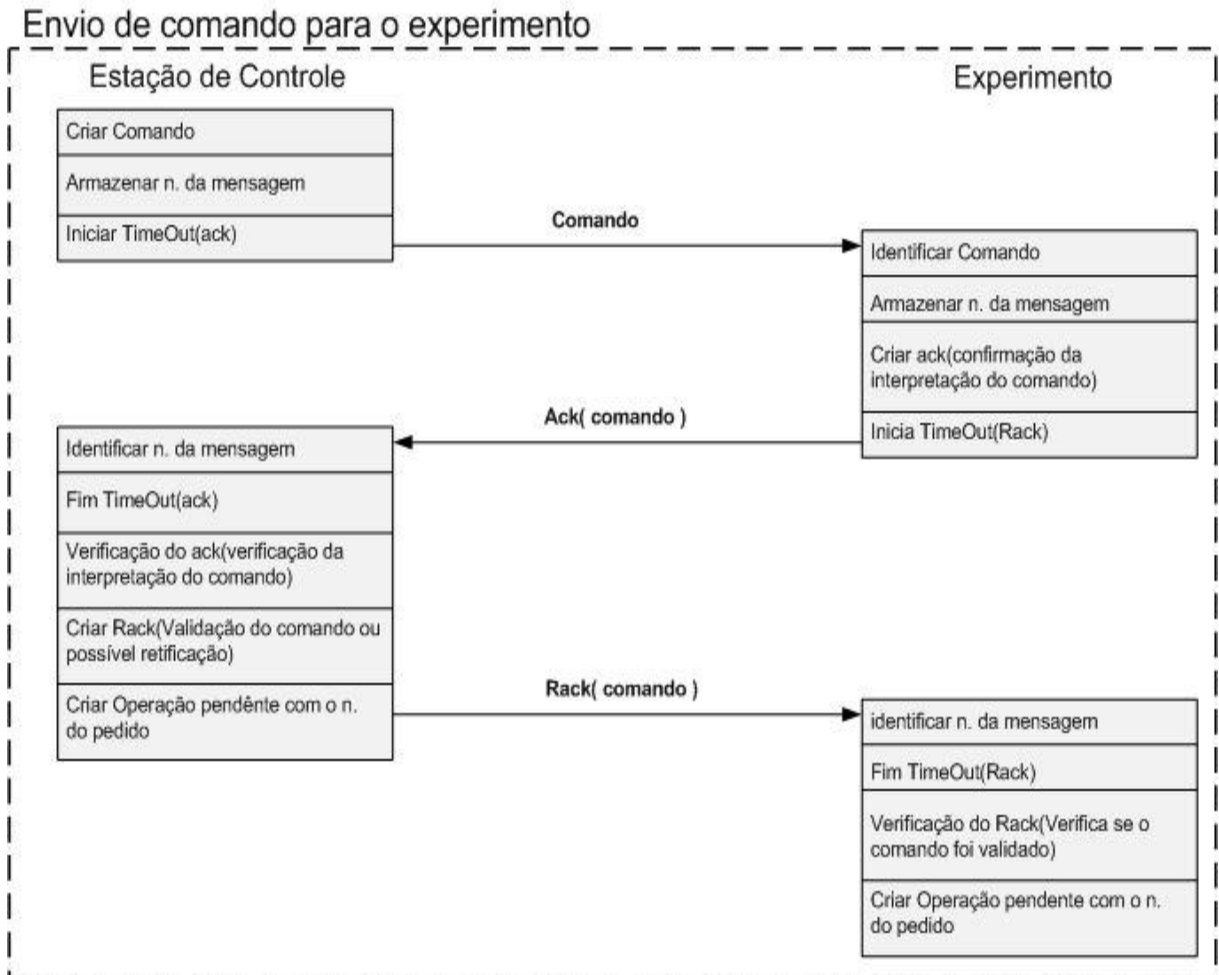 Envio de comando para o experimento
Estação de Controle
Experimento
Criar Comando
Armazenar n. da mensagem
Iniciar TimeOut(ack)
Comando
Identificar Comando
Armazenar n. da mensagem
Criar ack(confirmação da
interpretação do comando)
Inicia TimeOut(Rack)
Ack( comando )
Identificar n. da mensagem
Fim TimeOut(ack)
Verificação do ack(verificação da
interpretação do comando)
Criar Rack(Validação do comando ou
possível retificação)
Criar Operação pendênte com o n.
do pedido
Rack( comando )
identificar n. da mensagem
Fim TimeOut(Rack)
Verificação do Rack(Verifica se o
comando foi validado)
Criar Operação pendente com o n.
do pedido